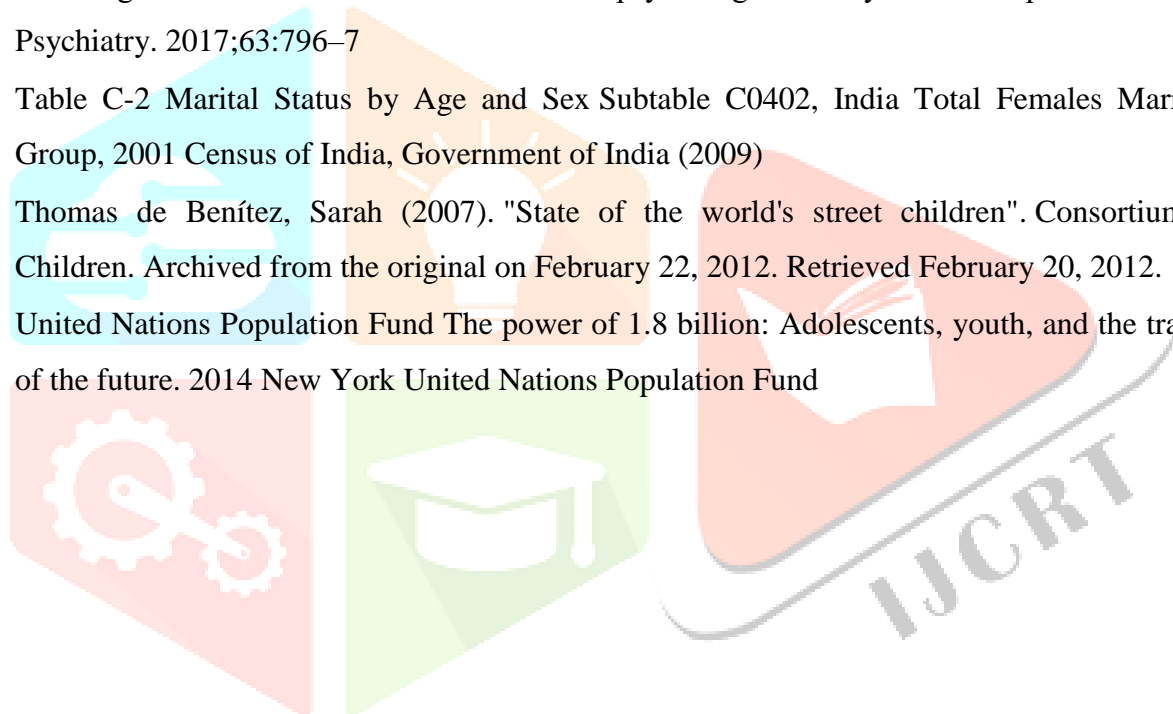 Psychiatry. 2017;63:796–7
Table C-2 Marital Status by Age and Sex Subtable C0402, India Total Females
Group, 2001 Census of India, Government of India (2009)
Thomas de Benítez, Sarah (2007). "State of the world's street children". Consortium
Children. Archived from the original on February 22, 2012. Retrieved February 20, 2012.
United Nations Population Fund The power of 1.8 billion: Adolescents, youth, and the
of the future. 2014 New York United Nations Population Fund
IJCRT